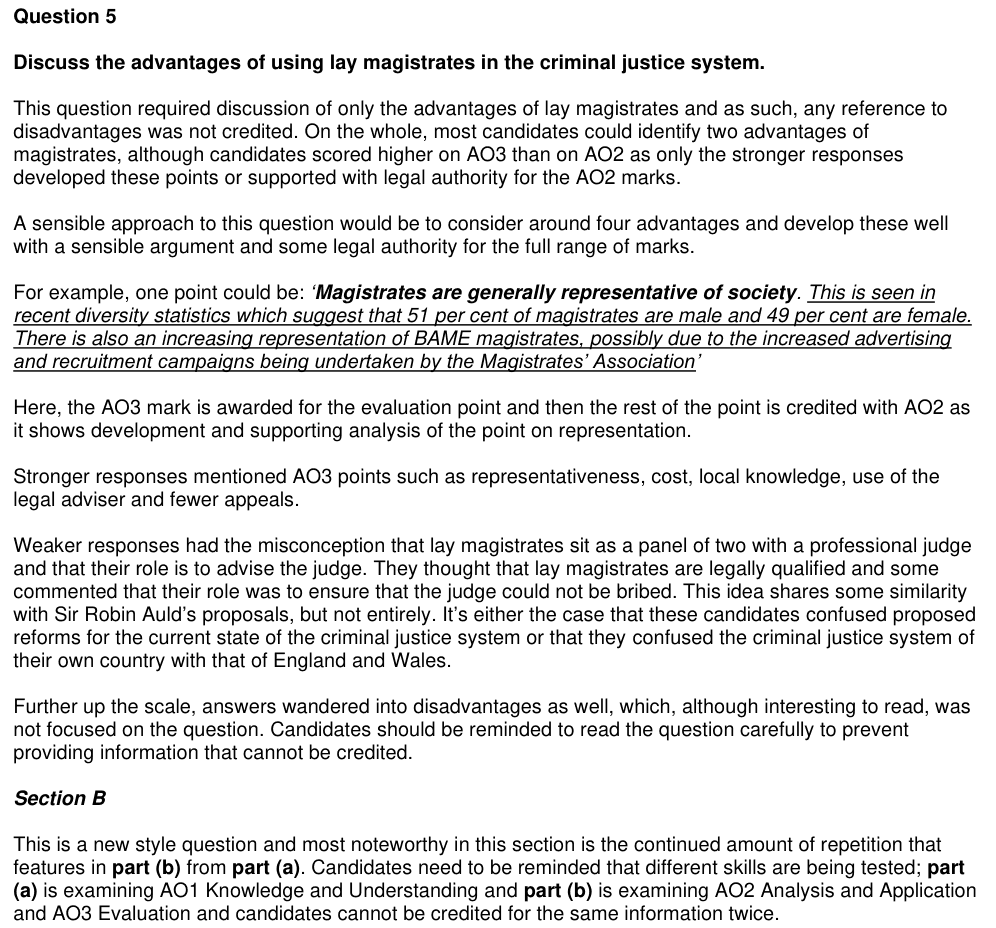 Question 5
Discuss the advantages of using lay magistrates in the criminal justice system.
This question required discussion of only the advantages of lay magistrates and as such, any reference to
disadvantages was not credited. On the whole, most candidates could identify two advantages of
magistrates, although candidates scored higher on AO3 than on AO2 as only the stronger responses
developed these points or supported with legal authority for the AO2 marks.
A sensible approach to this question would be to consider around four advantages and develop these well
with a sensible argument and some legal authority for the full range of marks.
For example, one point could be: ‘Magistrates are generally representative of society. This is seen in
recent diversity statistics which suggest that 51 per cent of magistrates are male and 49 per cent are female.
There is also an increasing representation of BAME magistrates, possibly due to the increased advertising
and recruitment campaigns being undertaken by the Magistrates’ Association’
Here, the AO3 mark is awarded for the evaluation point and then the rest of the point is credited with AO2 as
it shows development and supporting analysis of the point on representation.
Stronger responses mentioned AO3 points such as representativeness, cost, local knowledge, use of the
legal adviser and fewer appeals.
Weaker responses had the misconception that lay magistrates sit as a panel of two with a professional judge
and that their role is to advise the judge. They thought that lay magistrates are legally qualified and some
commented that their role was to ensure that the judge could not be bribed. This idea shares some similarity
with Sir Robin Auld’s proposals, but not entirely. It’s either the case that these candidates confused proposed
reforms for the current state of the criminal justice system or that they confused the criminal justice system of
their own country with that of England and Wales.
Further up the scale, answers wandered into disadvantages as well, which, although interesting to read, was
not focused on the question. Candidates should be reminded to read the question carefully to prevent
providing information that cannot be credited.
Section B
This is a new style question and most noteworthy in this section is the continued amount of repetition that
features in part (b) from part (a). Candidates need to be reminded that different skills are being tested; part
(a) is examining AO1 Knowledge and Understanding and part (b) is examining AO2 Analysis and Application
and AO3 Evaluation and candidates cannot be credited for the same information twice.